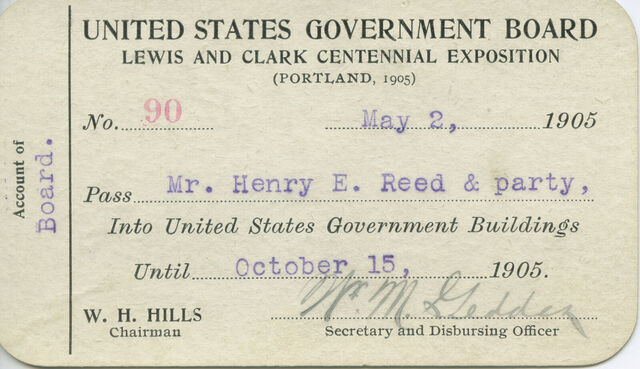 UNITED STATES GOVERNMENT BOARD
LEWIS AND CLARK CENTENNIAL EXPOSITION
(PORTLAND, 1905)
No. 90 May 2, 1905
Pass Mr. Henry E. Reed & party,
Into United States Government Buildings
Until October 15, 1905.
W. H. HILLS
Chairman
Wm. M. Geddes
Secretary and Disbursing Officer
Account of
Board.